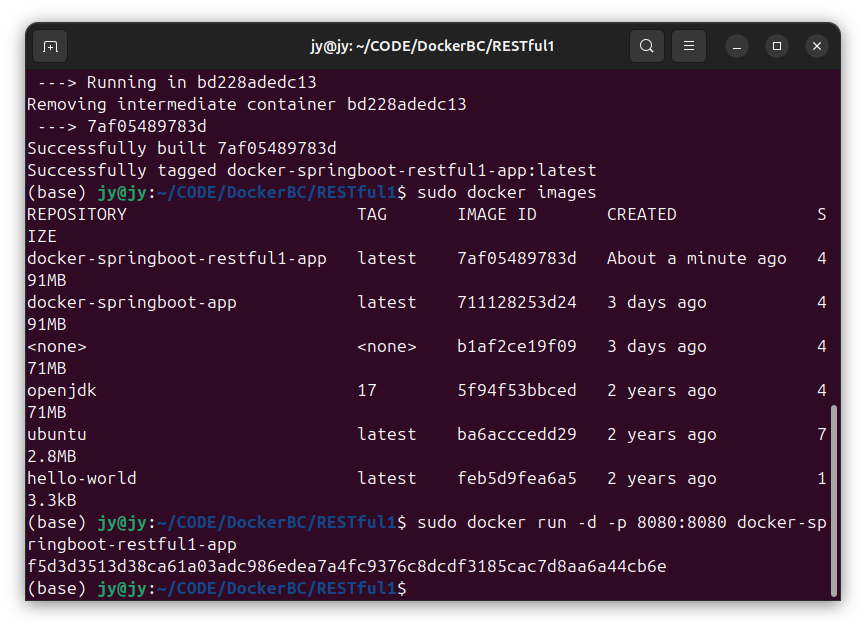 jy@jy: ~/CODE/DockerBC/RESTful1
 ---> Running in bd228adedc13
Removing intermediate container bd228adedc13
 ---> 7af05489783d
Successfully built 7af05489783d
Successfully tagged docker-springboot-restful1-app:latest
(base) jy@jy:~/CODE/DockerBC/RESTful1$ sudo docker images
REPOSITORY                       TAG       IMAGE ID       CREATED              S
IZE
docker-springboot-restful1-app   latest    7af05489783d   About a minute ago   4
91MB
docker-springboot-app            latest    711128253d24   3 days ago           4
91MB
<none>                           <none>    b1af2ce19f09   3 days ago           4
71MB
openjdk                          17        5f94f53bbced   2 years ago          4
71MB
ubuntu                           latest    ba6acccedd29   2 years ago          7
2.8MB
hello-world                      latest    feb5d9fea6a5   2 years ago          1
3.3kB
(base) jy@jy:~/CODE/DockerBC/RESTful1$ sudo docker run -d -p 8080:8080 docker-sp
ringboot-restful1-app
f5d3d3513d38ca61a03adc986edea7a4fc9376c8dcdf3185cac7d8aa6a44cb6e
(base) jy@jy:~/CODE/DockerBC/RESTful1$